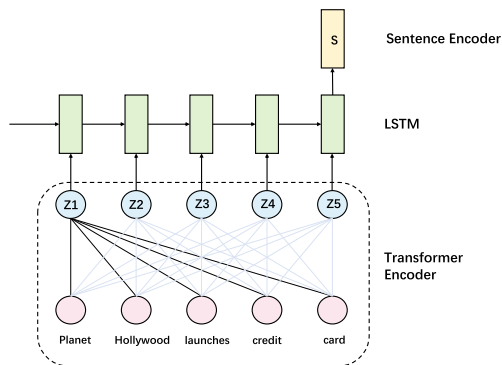 S
Sentence Encoder
LSTM
Z1 Z2 Z3 Z4 Z5
Transformer
Encoder
Planet Hollywood launches credit card